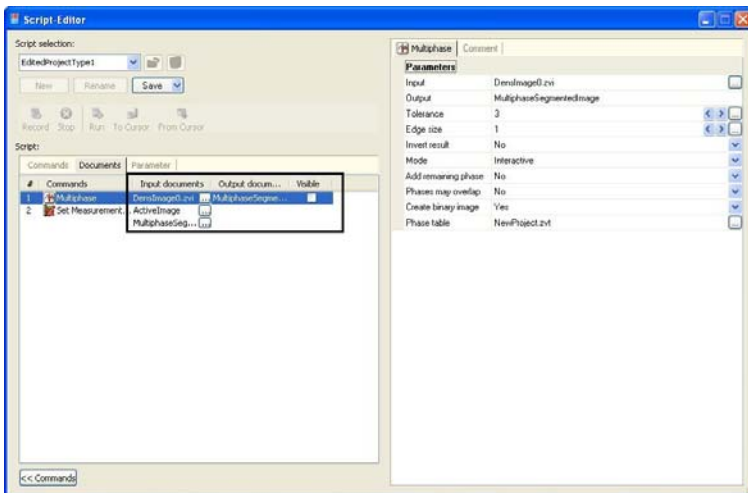 Script-Editor
Script selection:
EditedProjectType1
New Rename Save
Record Stop Run To Cursor From Cursor
Script:
Commands Documents Parameter
# Commands Input documents Output docum... Visible
1 Multiphase DensImage0.zvi ... MultiphaseSegme...
2 Set Measurement... ActiveImage ...
MultiphaseSeg... ...
<< Commands
Multiphase Comment
Parameters
Input DensImage0.zvi ...
Output MultiphaseSegmentedImage
Tolerance 3 ...
Edge size 1 ...
Invert result No
Mode Interactive
Add remaining phase No
Phases may overlap No
Create binary image Yes
Phase table NewProject.zvt ...